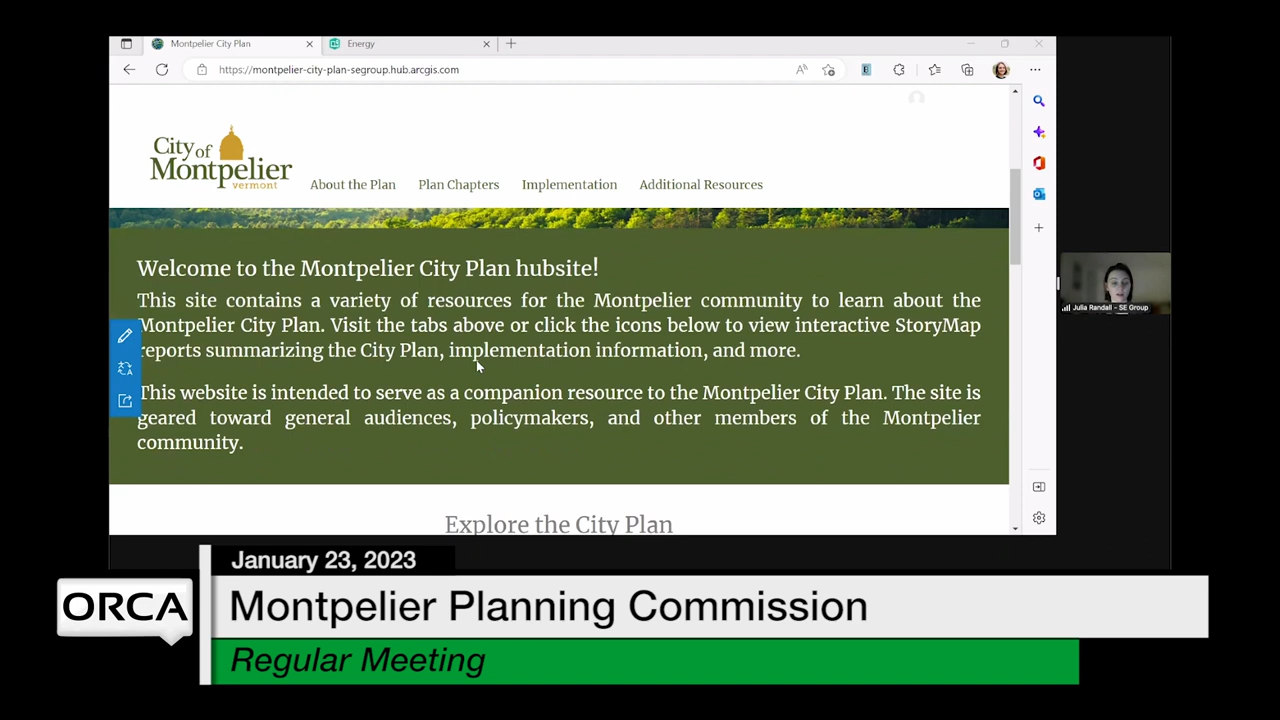 Montpelier City Plan
Energy
https://montpelier-city-plan-segroup.hub.arcgis.com
City of
Montpelier
vermont
About the Plan
Plan Chapters
Implementation
Additional Resources
Welcome to the Montpelier City Plan hubsite!
This site contains a variety of resources for the Montpelier community to learn about the
Montpelier City Plan. Visit the tabs above or click the icons below to view interactive StoryMap
reports summarizing the City Plan, implementation information, and more.
This website is intended to serve as a companion resource to the Montpelier City Plan. The site is
geared toward general audiences, policymakers, and other members of the Montpelier
community.
Explore the City Plan
Julia Randall - SE Group
January 23, 2023
ORCA
Montpelier Planning Commission
Regular Meeting